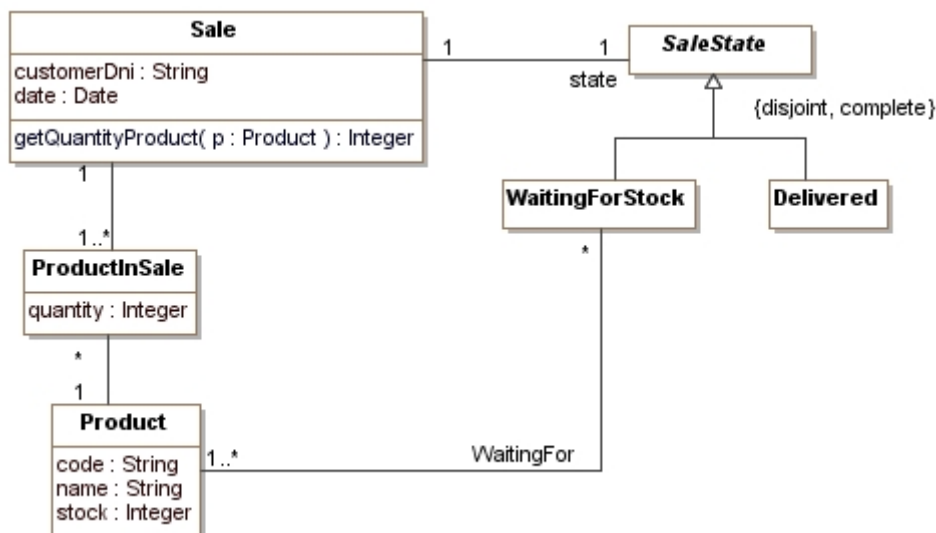 Sale
customerDni : String
date : Date
getQuantityProduct( p : Product ) : Integer
1
1
state
SaleState
{disjoint, complete}
WaitingForStock
Delivered
1
1..*
*
ProductInSale
quantity : Integer
*
1
Product
code : String
name : String
stock : Integer
1..*
WaitingFor